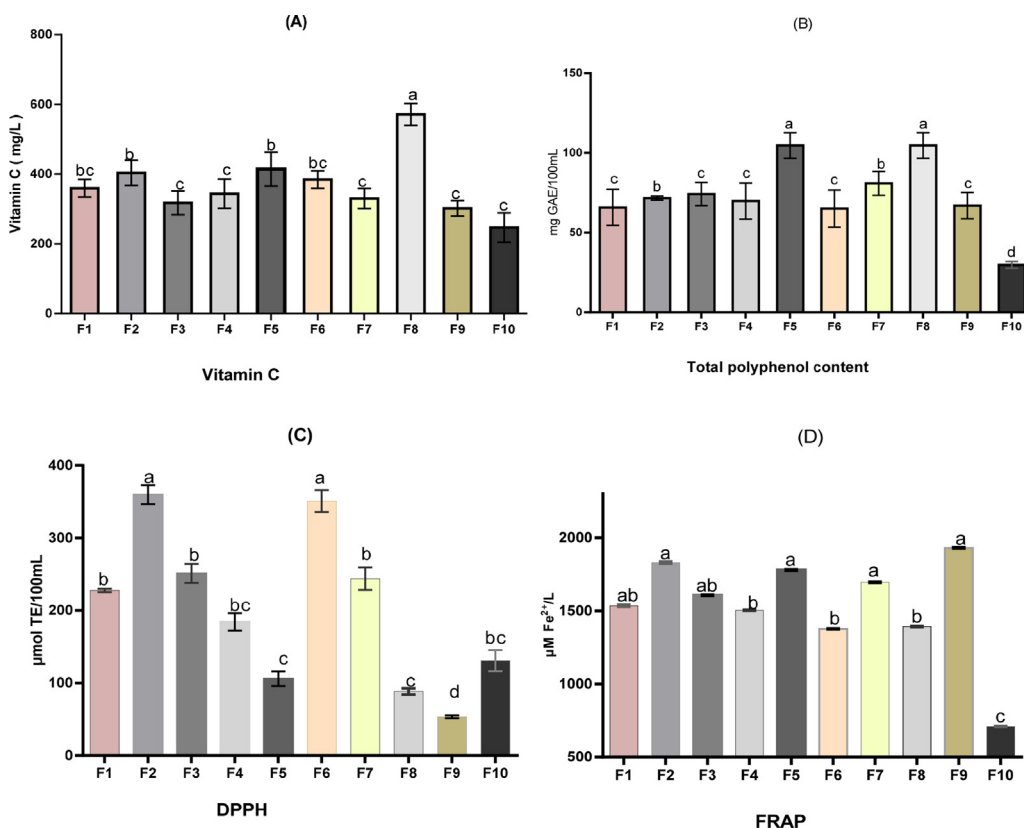 (A)
800
600
400
200
0
Vitamin C ( mg/L)
bc
b
c
c
b
bc
c
a
c
c
F1 F2 F3 F4 F5 F6 F7 F8 F9 F10
Vitamin C
(B)
150
100
50
0
mg GAE/100mL
c
b
c
c
a
c
b
a
c
d
F1 F2 F3 F4 F5 F6 F7 F8 F9 F10
Total polyphenol content
(C)
400
300
200
100
0
µmol TE/100mL
b
a
b
bc
c
a
b
c
d
bc
F1 F2 F3 F4 F5 F6 F7 F8 F9 F10
DPPH
(D)
2000
1500
1000
500
µM Fe²⁺/L
ab
a
ab
b
a
b
a
b
a
c
F1 F2 F3 F4 F5 F6 F7 F8 F9 F10
FRAP